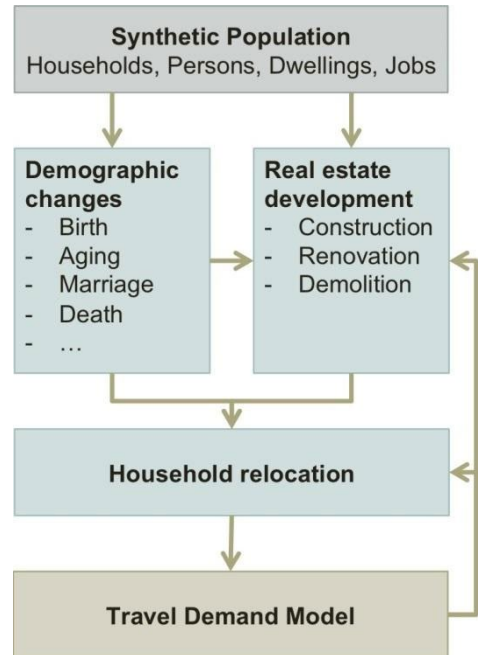 Synthetic Population
Households, Persons, Dwellings, Jobs
Demographic
changes
- Birth
- Aging
- Marriage
- Death
- …
Real estate
development
- Construction
- Renovation
- Demolition
Household relocation
Travel Demand Model